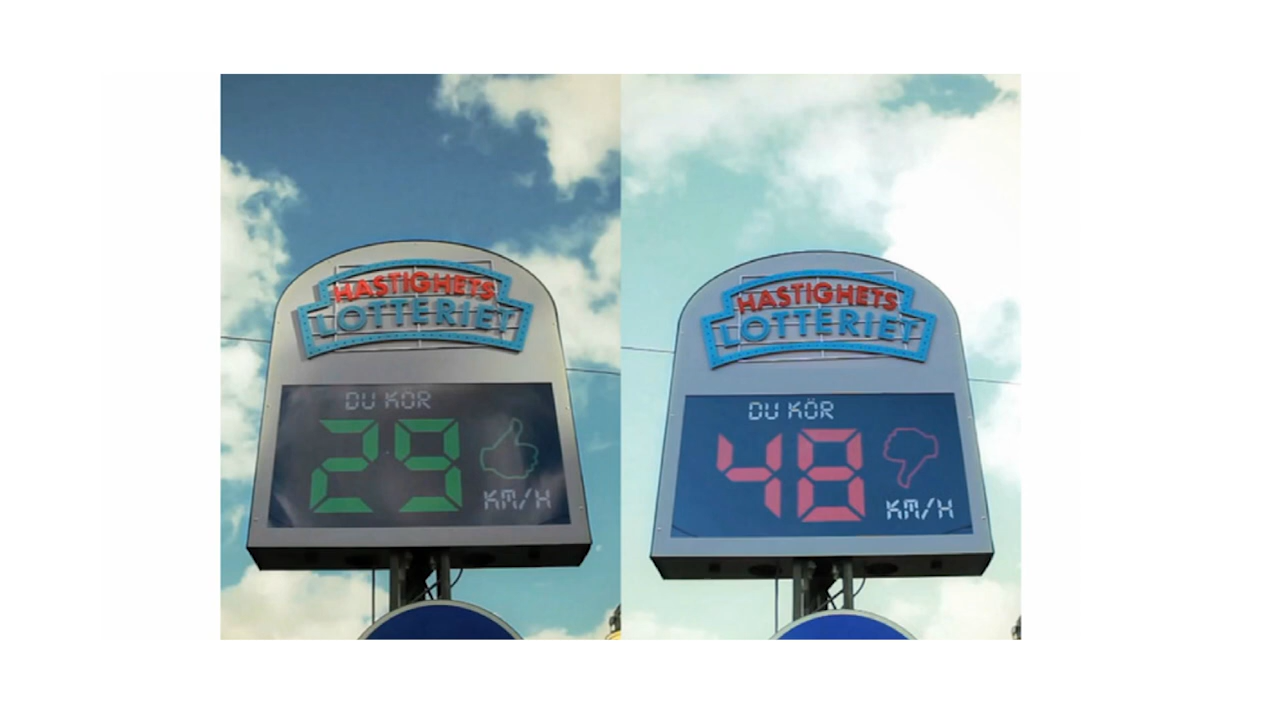 HASTIGHETS
LOTTERIET
DU KÖR
29
KM/H
HASTIGHETS
LOTTERIET
DU KÖR
48
KM/H